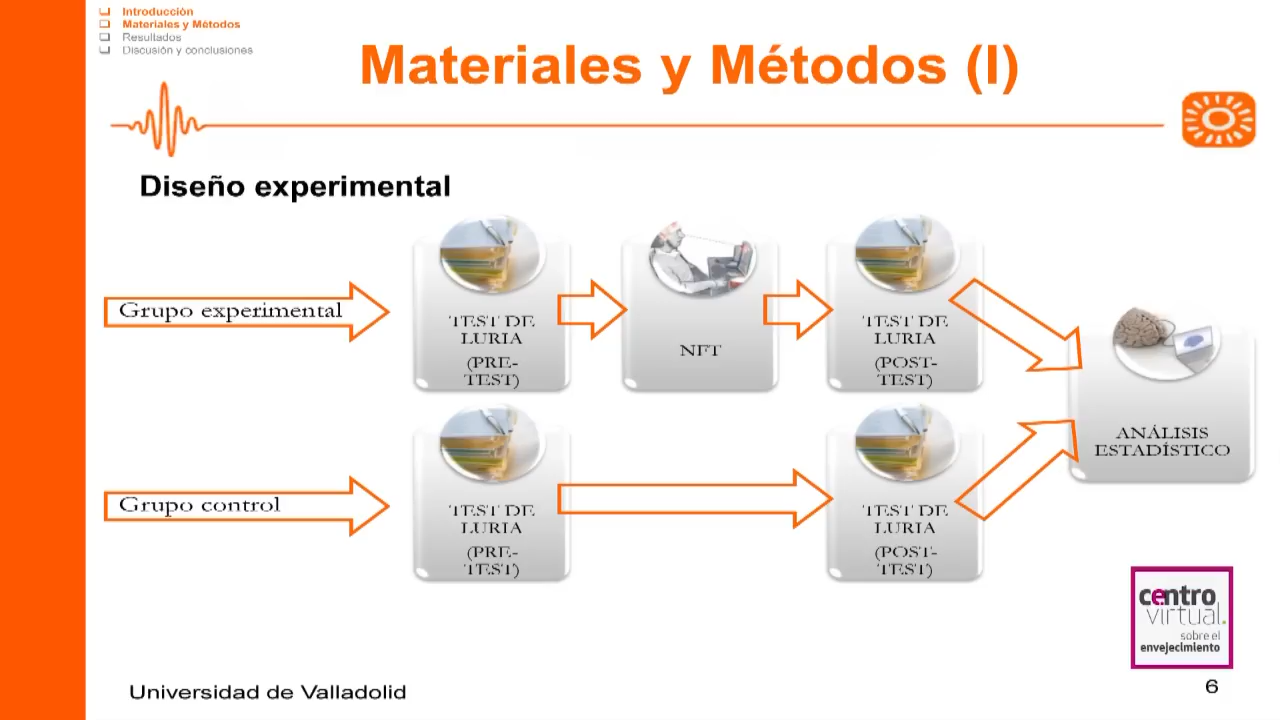 Introducción
Materiales y Métodos
Resultados
Discusión y conclusiones
Materiales y Métodos (I)
Diseño experimental
Grupo experimental
TEST DE
LURIA
(PRE-
TEST)
NFT
TEST DE
LURIA
(POST-
TEST)
ANÁLISIS
ESTADÍSTICO
Grupo control
TEST DE
LURIA
(PRE-
TEST)
TEST DE
LURIA
(POST-
TEST)
centro
virtual.
sobre el
envejecimiento
Universidad de Valladolid
6